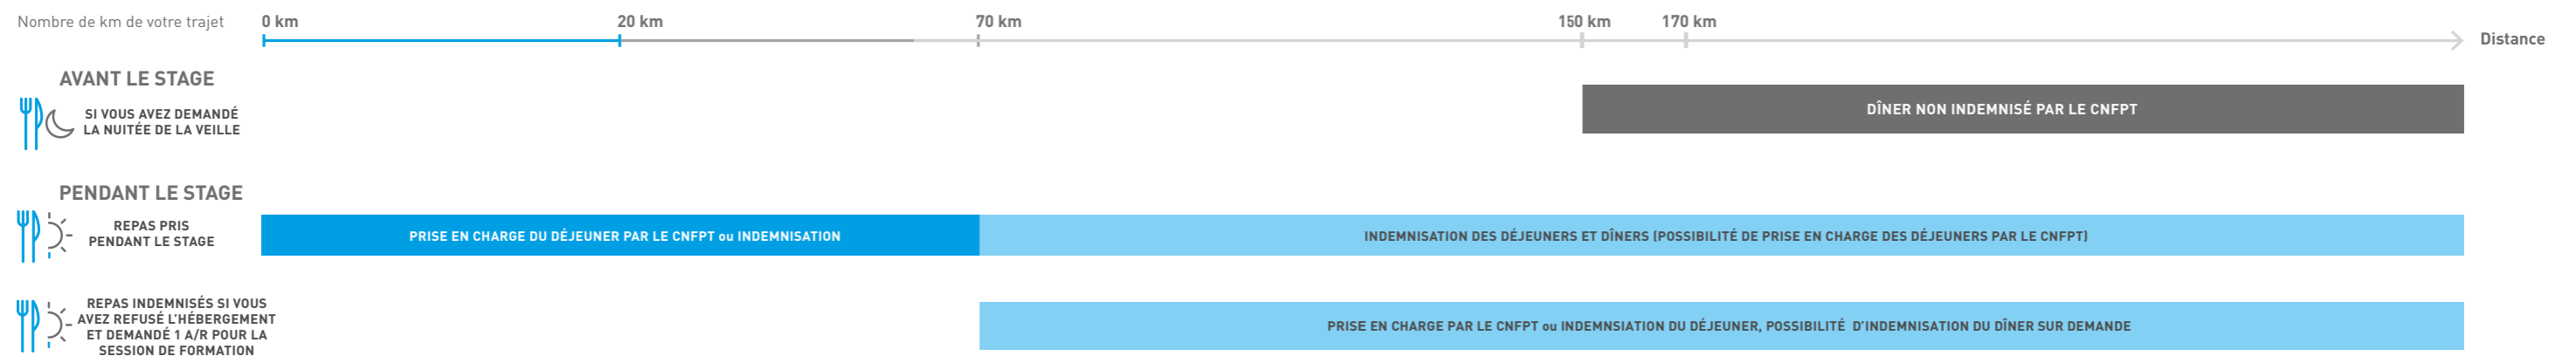 Nombre de km de votre trajet
0 km
20 km
70 km
150 km
170 km
Distance
AVANT LE STAGE
SI VOUS AVEZ DEMANDÉ
LA NUITÉE DE LA VEILLE
DÎNER NON INDEMNISÉ PAR LE CNFPT
PENDANT LE STAGE
REPAS PRIS
PENDANT LE STAGE
PRISE EN CHARGE DU DÉJEUNER PAR LE CNFPT ou INDEMNISATION
INDEMNISATION DES DÉJEUNERS ET DÎNERS (POSSIBILITÉ DE PRISE EN CHARGE DES DÉJEUNERS PAR LE CNFPT)
REPAS INDEMNISÉS SI VOUS
AVEZ REFUSÉ L'HÉBERGEMENT
ET DEMANDÉ 1 A/R POUR LA
SESSION DE FORMATION
PRISE EN CHARGE PAR LE CNFPT ou INDEMNSIATION DU DÉJEUNER, POSSIBILITÉ D'INDEMNISATION DU DÎNER SUR DEMANDE